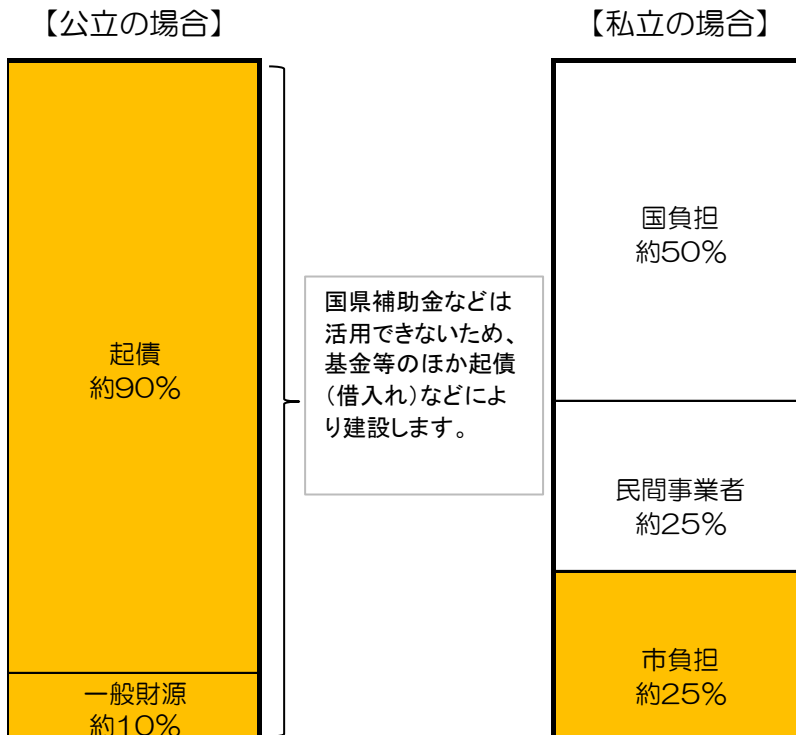 【公立の場合】
起債
約90%
一般財源
約10%
国県補助金などは
活用できないため、
基金等のほか起債
(借入れ)などによ
り建設します。
【私立の場合】
国負担
約50%
民間事業者
約25%
市負担
約25%